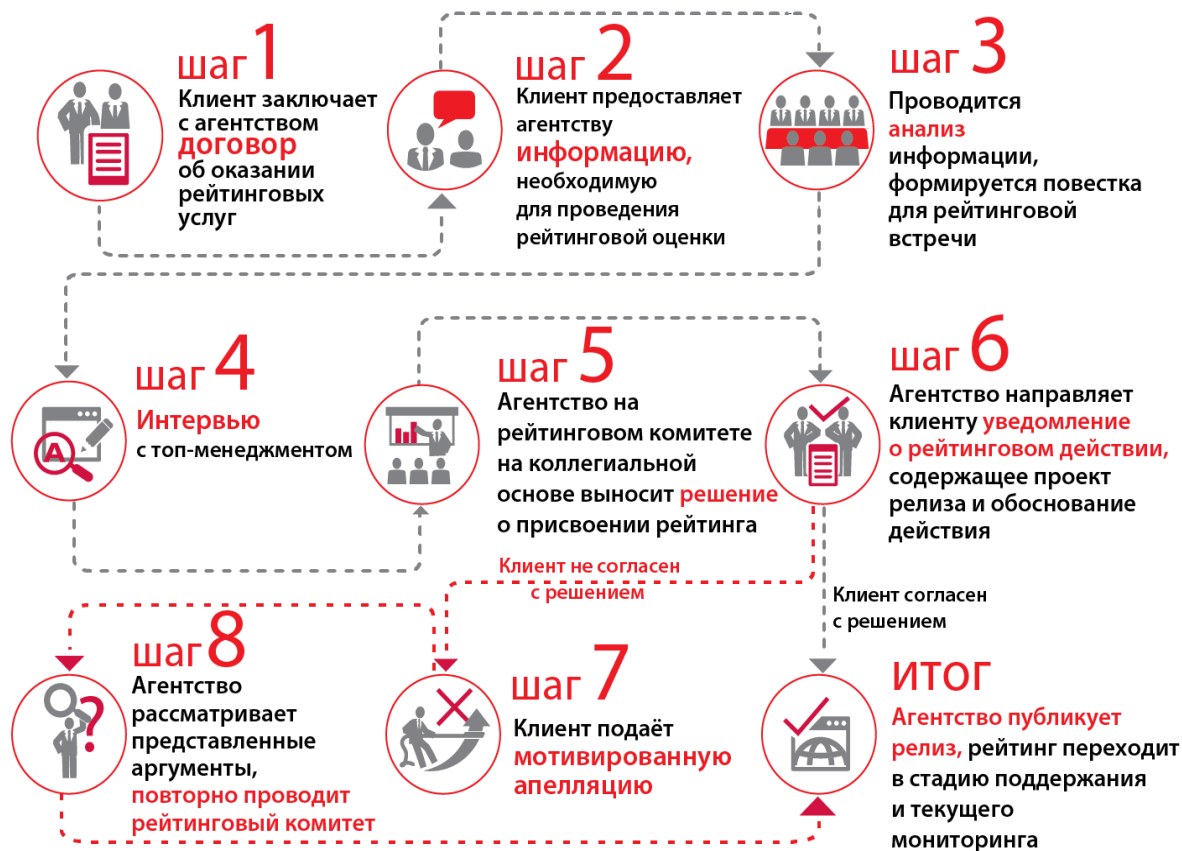 шаг 1
Клиент заключает
с агентством
договор
об оказании
рейтинговых
услуг
шаг 2
Клиент предоставляет
агентству
информацию,
необходимую
для проведения
рейтинговой оценки
шаг 3
Проводится
анализ
информации,
формируется повестка
для рейтинговой
встречи
шаг 4
Интервью
с топ-менеджментом
A
шаг 5
Агентство на
рейтинговом комитете
на коллегиальной
основе выносит решение
о присвоении рейтинга
шаг 6
Агентство направляет
клиенту уведомление
о рейтинговом действии,
содержащее проект
релиза и обоснование
действия
Клиент не согласен
с решением
Клиент согласен
с решением
шаг 8
Агентство
рассматривает
представленные
аргументы,
повторно проводит
рейтинговый комитет
?
шаг 7
Клиент подаёт
мотивированную
апелляцию
итог
Агентство публикует
релиз, рейтинг переходит
в стадию поддержания
и текущего
мониторинга